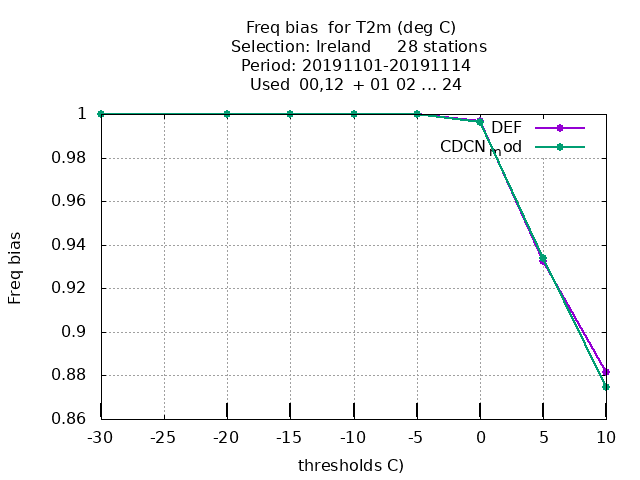 Freq bias  for T2m (deg C)
Selection: Ireland     28 stations
Period: 20191101-20191114
Used  00,12  + 01 02 ... 24
1
0.98
0.96
0.94
0.92
0.9
0.88
0.86
Freq bias
DEF
CDCNmod
-30 -25 -20 -15 -10 -5 0 5 10
thresholds C)